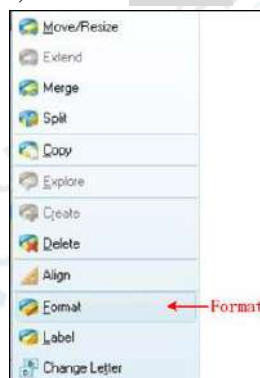 Move/Resize
Extend
Merge
Split
Copy
Explore
Create
Delete
Align
Format
Format
Label
Change Letter